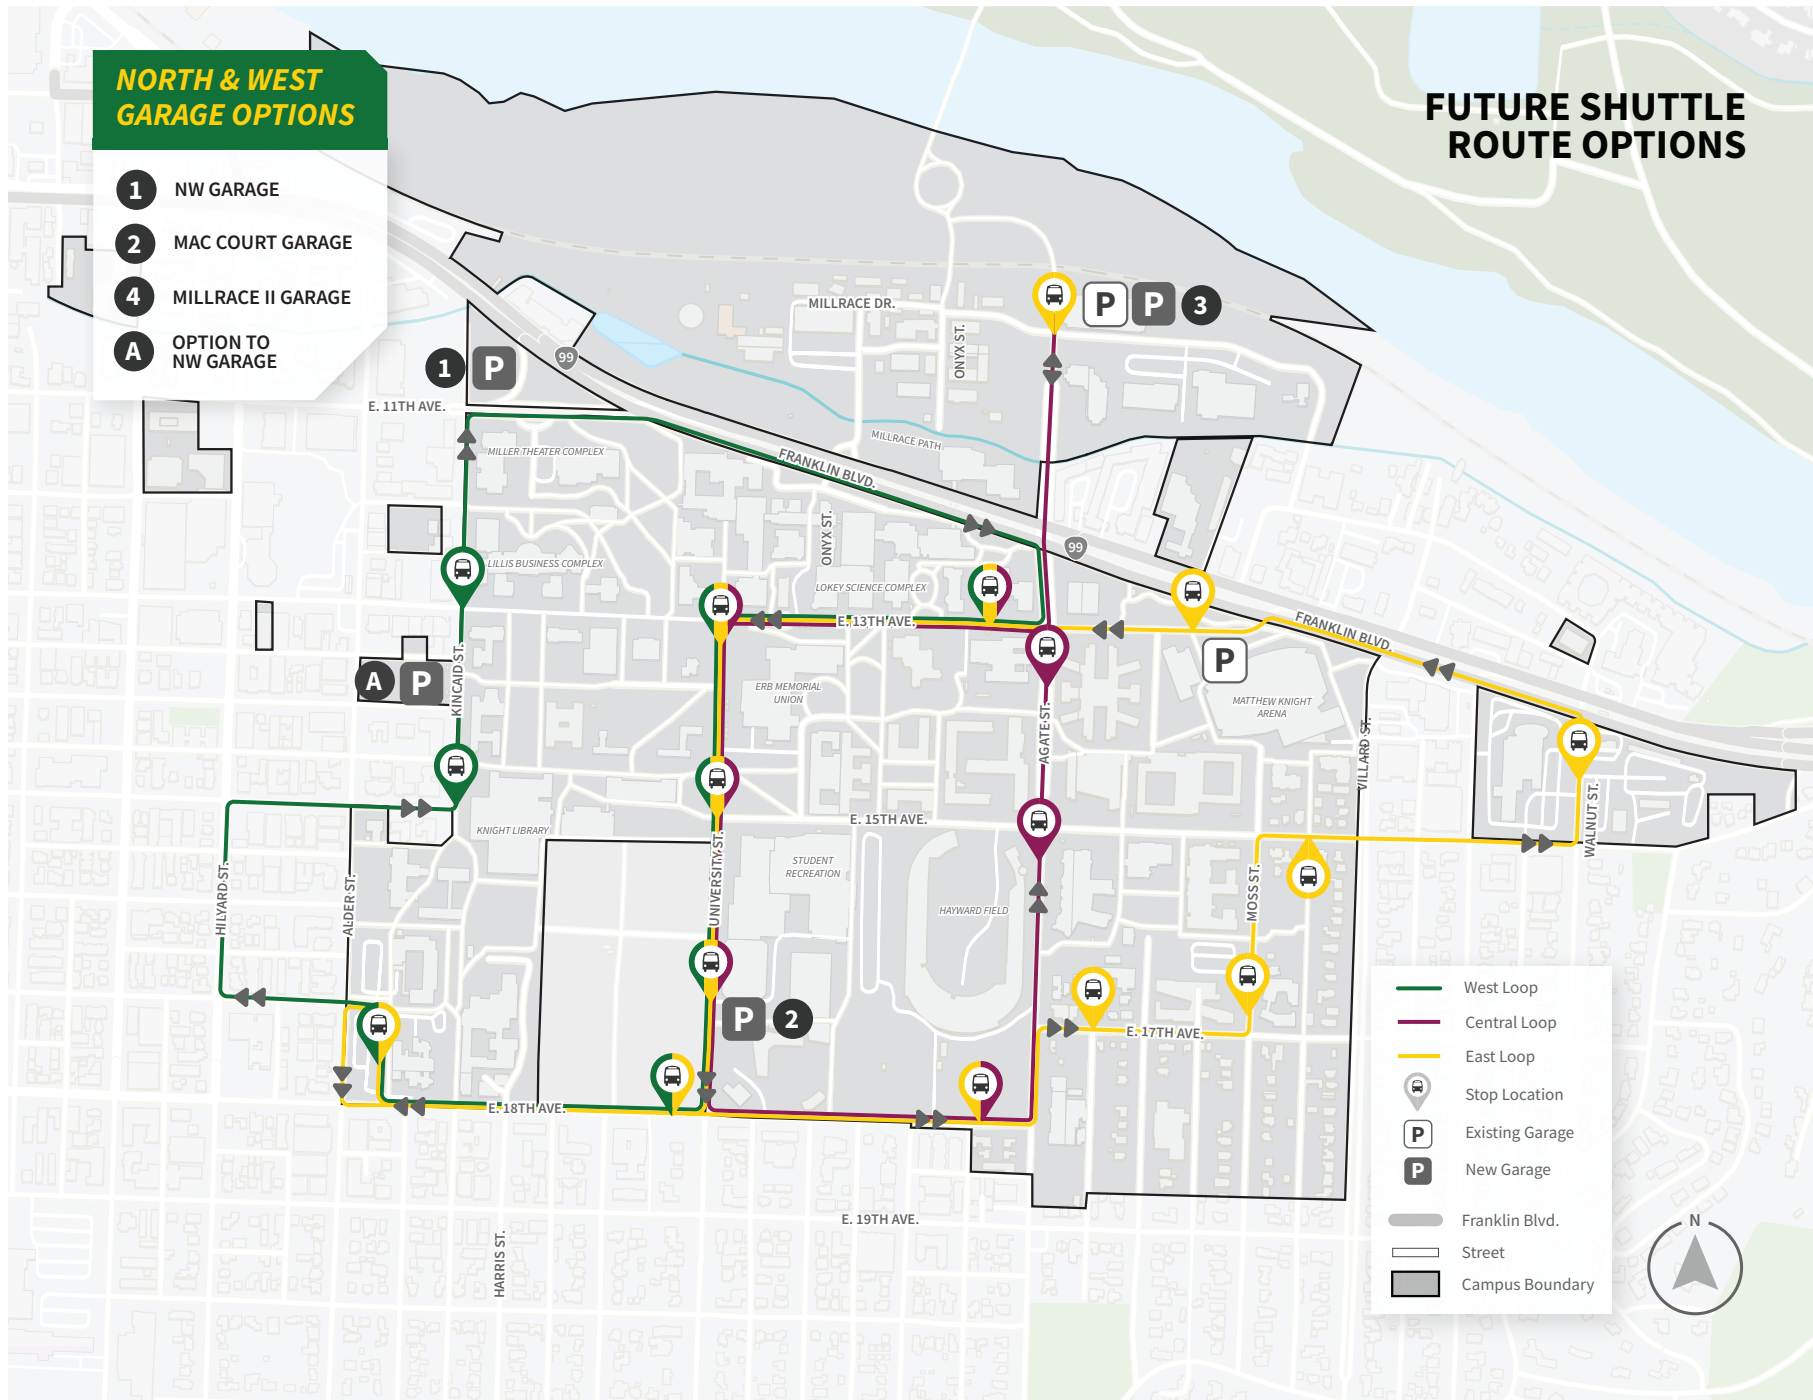 NORTH & WEST
GARAGE OPTIONS
1 NW GARAGE
2 MAC COURT GARAGE
4 MILLRACE II GARAGE
A OPTION TO
NW GARAGE
FUTURE SHUTTLE
ROUTE OPTIONS
MILLRACE DR.
P P 3
ONYX ST.
1 P
99
E. 11TH AVE.
MILLRACE PATH
MILLER THEATER COMPLEX
FRANKLIN BLVD.
ONYX ST.
99
LILLIS BUSINESS COMPLEX
LOKEY SCIENCE COMPLEX
E. 13TH AVE.
FRANKLIN BLVD.
P
A P
KINCAID ST.
ERB MEMORIAL
UNION
MATTHEW KNIGHT
ARENA
AGATE ST.
VILLARD ST.
WALNUT ST.
E. 15TH AVE.
KNIGHT LIBRARY
STUDENT
RECREATION
HILYARD ST.
ALDER ST.
UNIVERSITY ST.
HAYWARD FIELD
MOSS ST.
P 2
E. 17TH AVE.
E. 18TH AVE.
E. 19TH AVE.
HARRIS ST.
West Loop
Central Loop
East Loop
Stop Location
P Existing Garage
P New Garage
Franklin Blvd.
Street
Campus Boundary
N